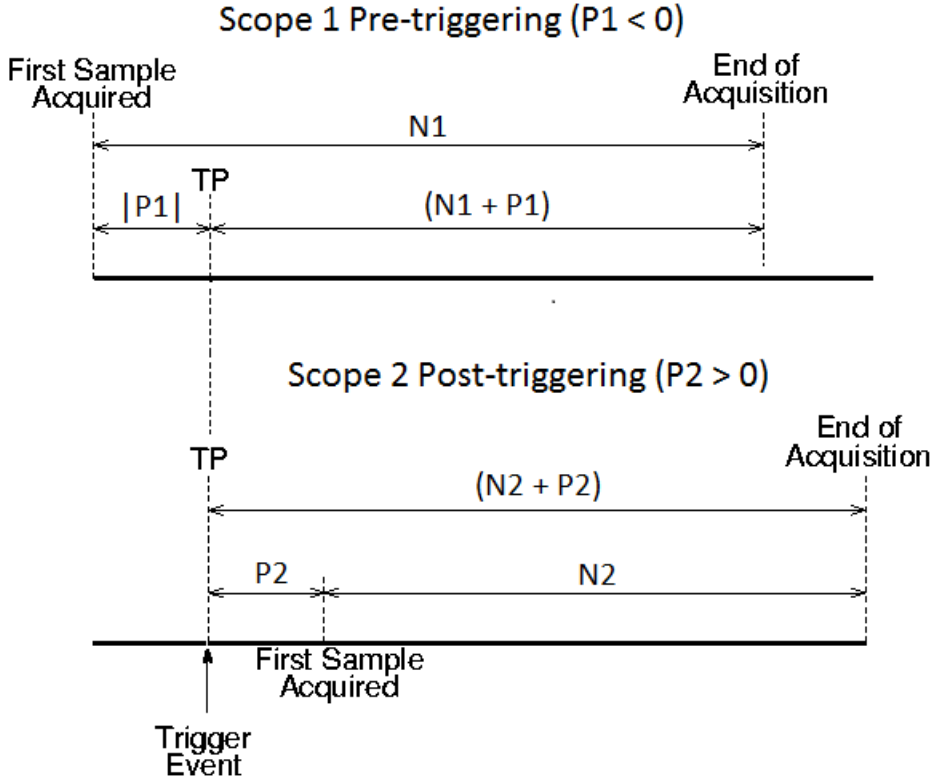 Scope 1 Pre-triggering (P1 < 0)
First Sample
Acquired
End of
Acquisition
N1
TP
|P1|
(N1 + P1)
Scope 2 Post-triggering (P2 > 0)
End of
Acquisition
TP
(N2 + P2)
P2
N2
First Sample
Acquired
Trigger
Event